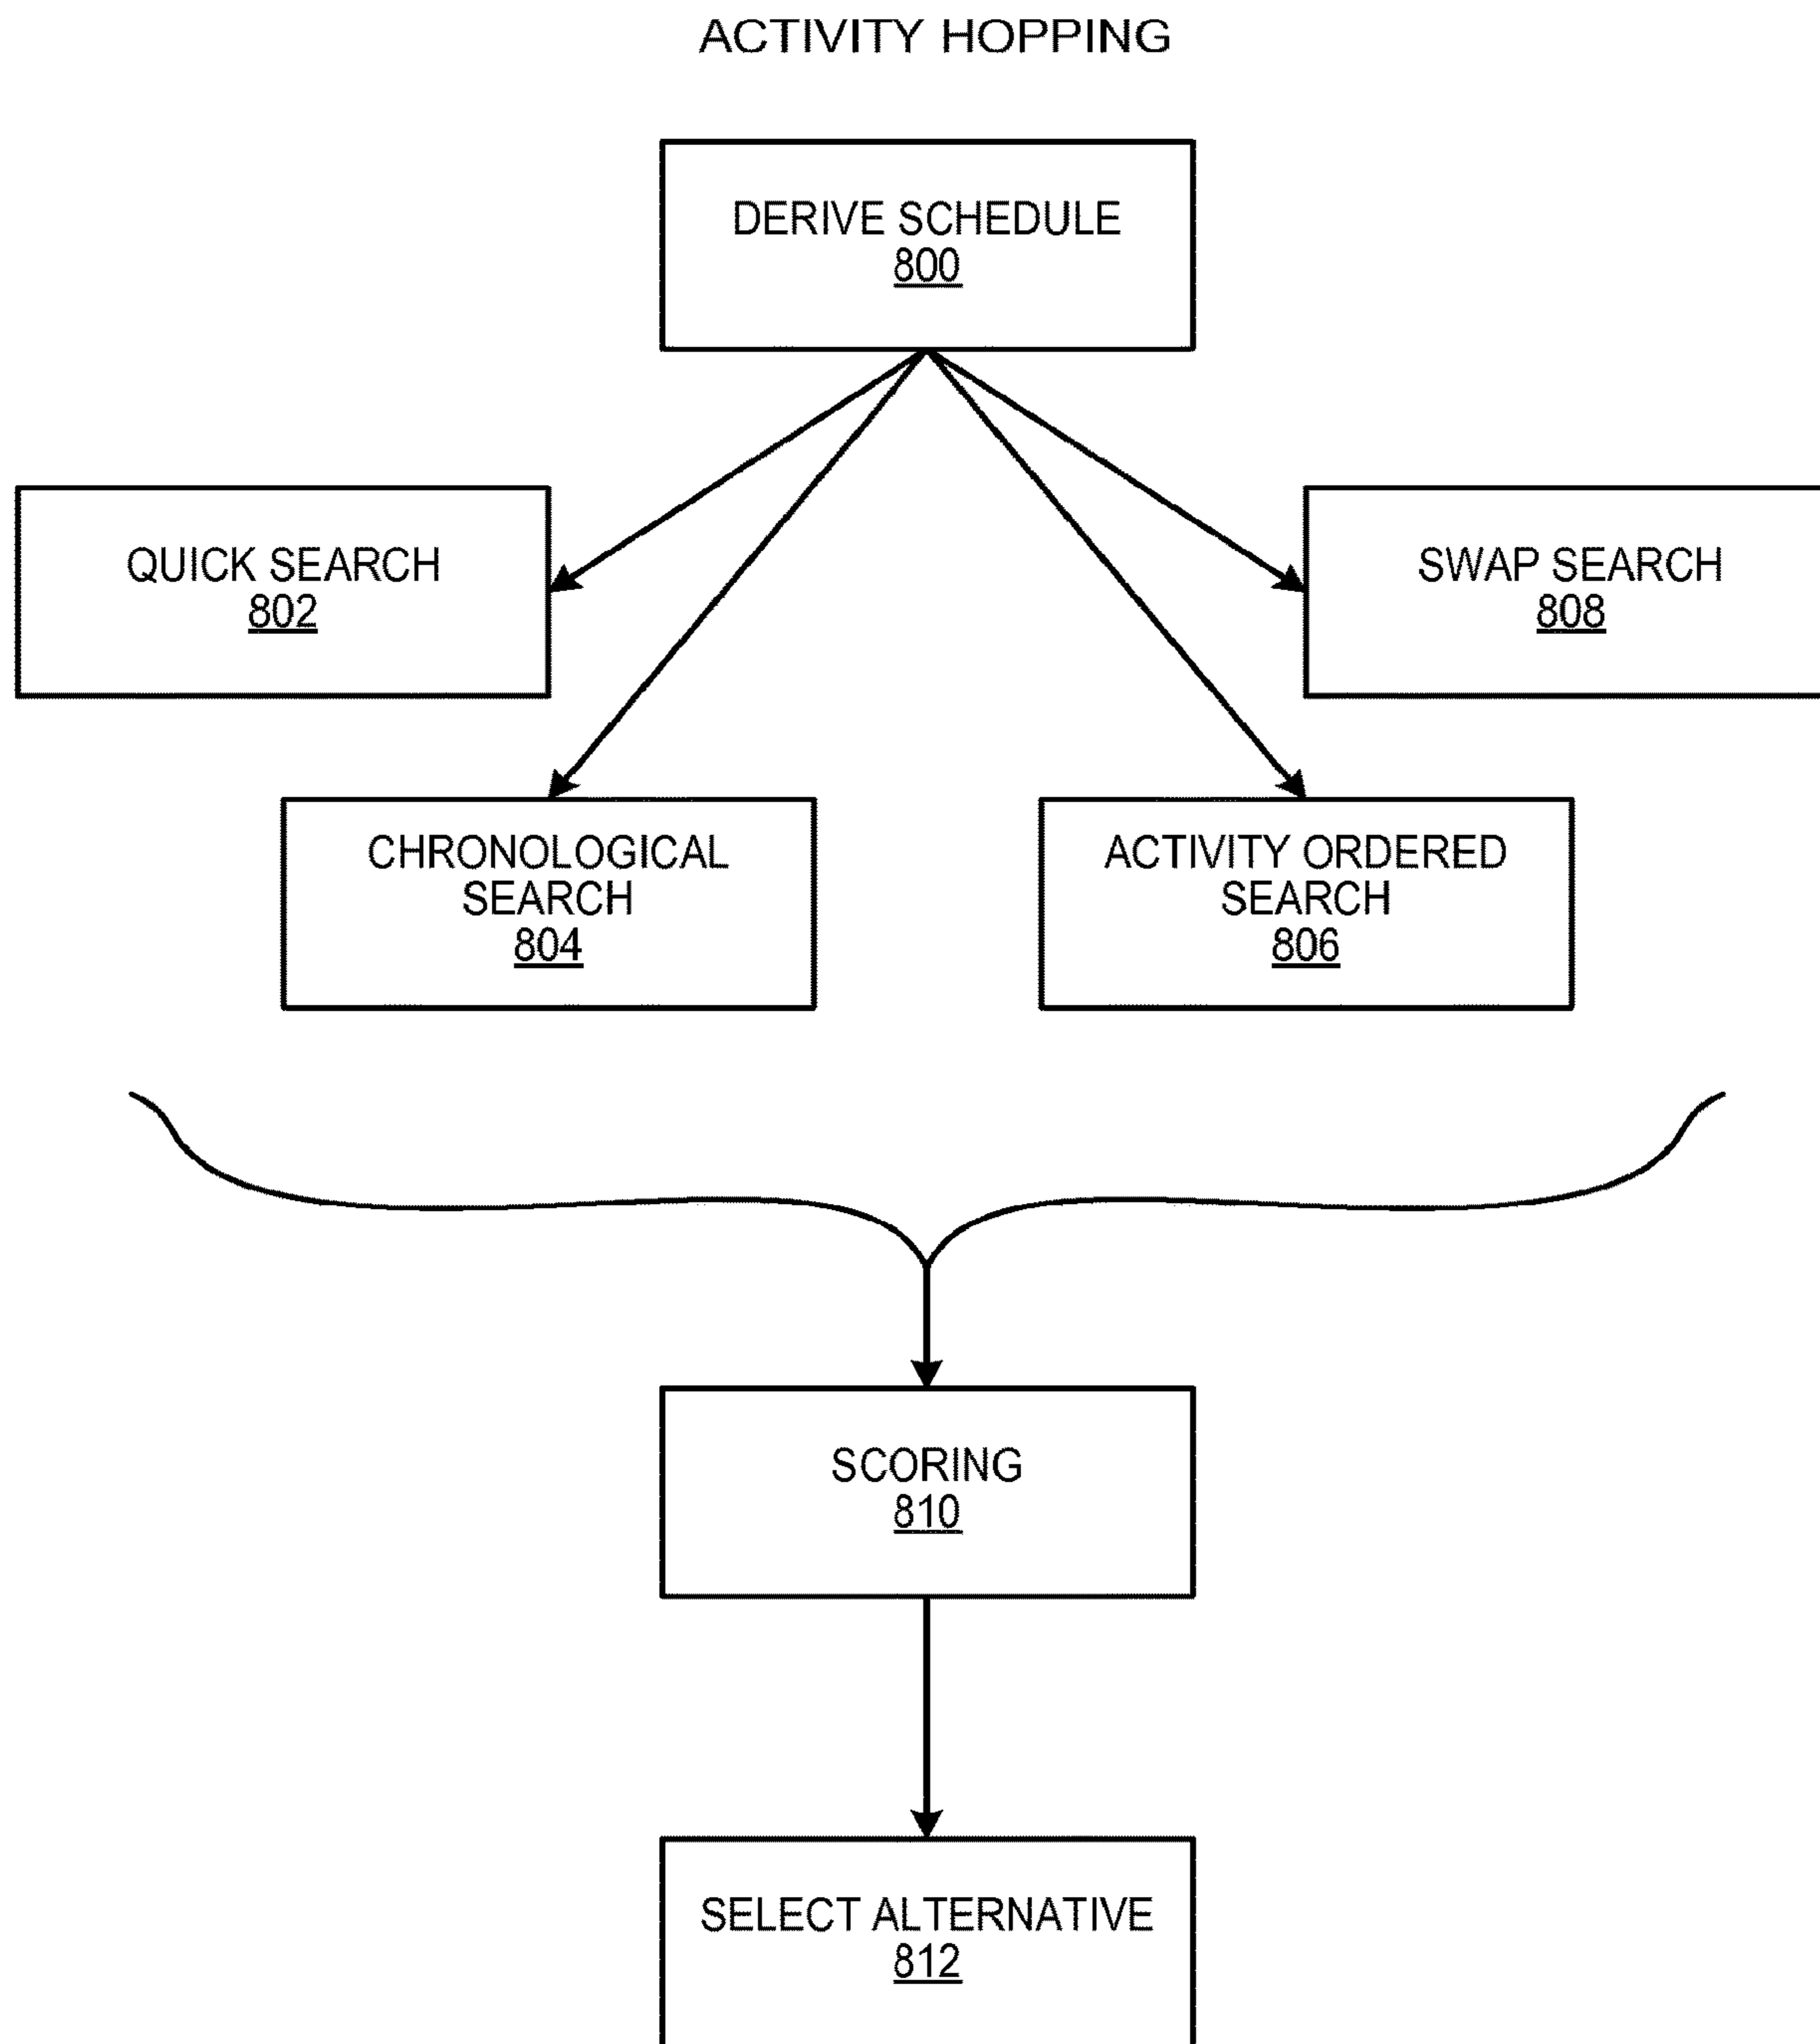 ACTIVITY HOPPING
DERIVE SCHEDULE
800
QUICK SEARCH
802
SWAP SEARCH
808
CHRONOLOGICAL
SEARCH
804
ACTIVITY ORDERED
SEARCH
806
SCORING
810
SELECT ALTERNATIVE
812